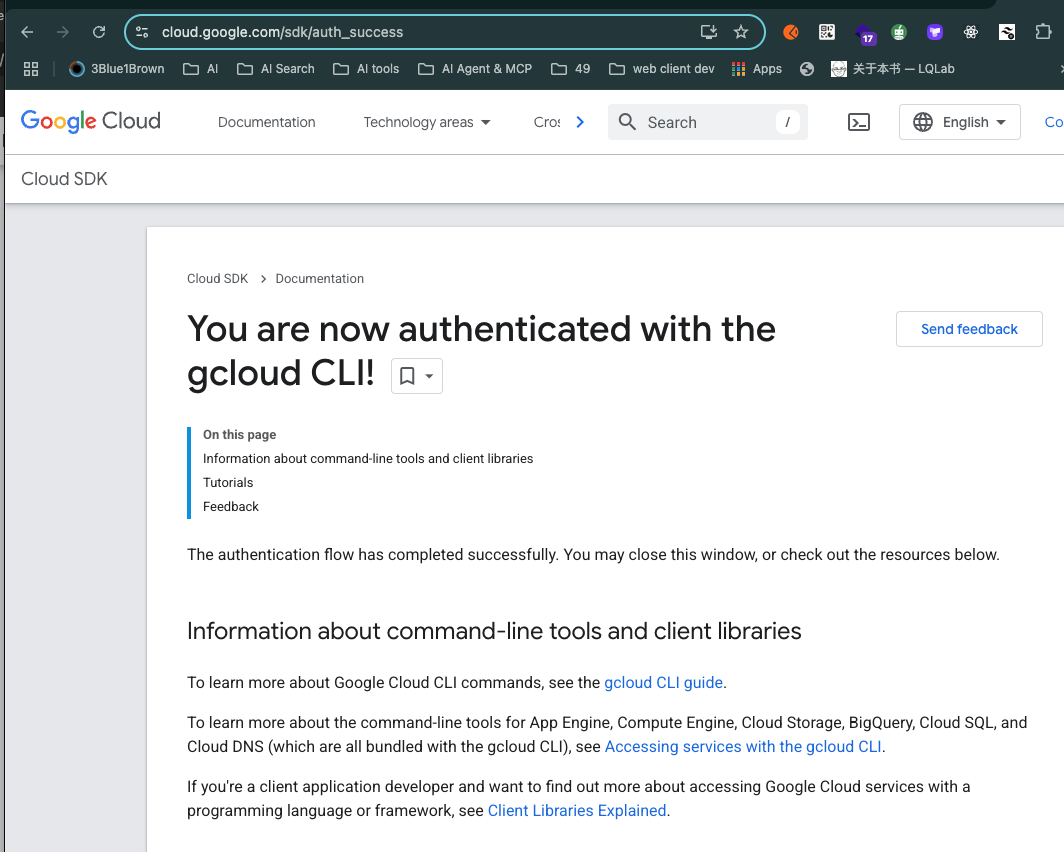 cloud.google.com/sdk/auth_success
17
3Blue1Brown AI AI Search AI tools AI Agent & MCP 49 web client dev Apps 关于本书 — LQLab
Google Cloud Documentation Technology areas Cros Search / English Co
Cloud SDK
Cloud SDK > Documentation
You are now authenticated with the
gcloud CLI!
Send feedback
On this page
Information about command-line tools and client libraries
Tutorials
Feedback
The authentication flow has completed successfully. You may close this window, or check out the resources below.
Information about command-line tools and client libraries
To learn more about Google Cloud CLI commands, see the gcloud CLI guide.
To learn more about the command-line tools for App Engine, Compute Engine, Cloud Storage, BigQuery, Cloud SQL, and
Cloud DNS (which are all bundled with the gcloud CLI), see Accessing services with the gcloud CLI.
If you're a client application developer and want to find out more about accessing Google Cloud services with a
programming language or framework, see Client Libraries Explained.